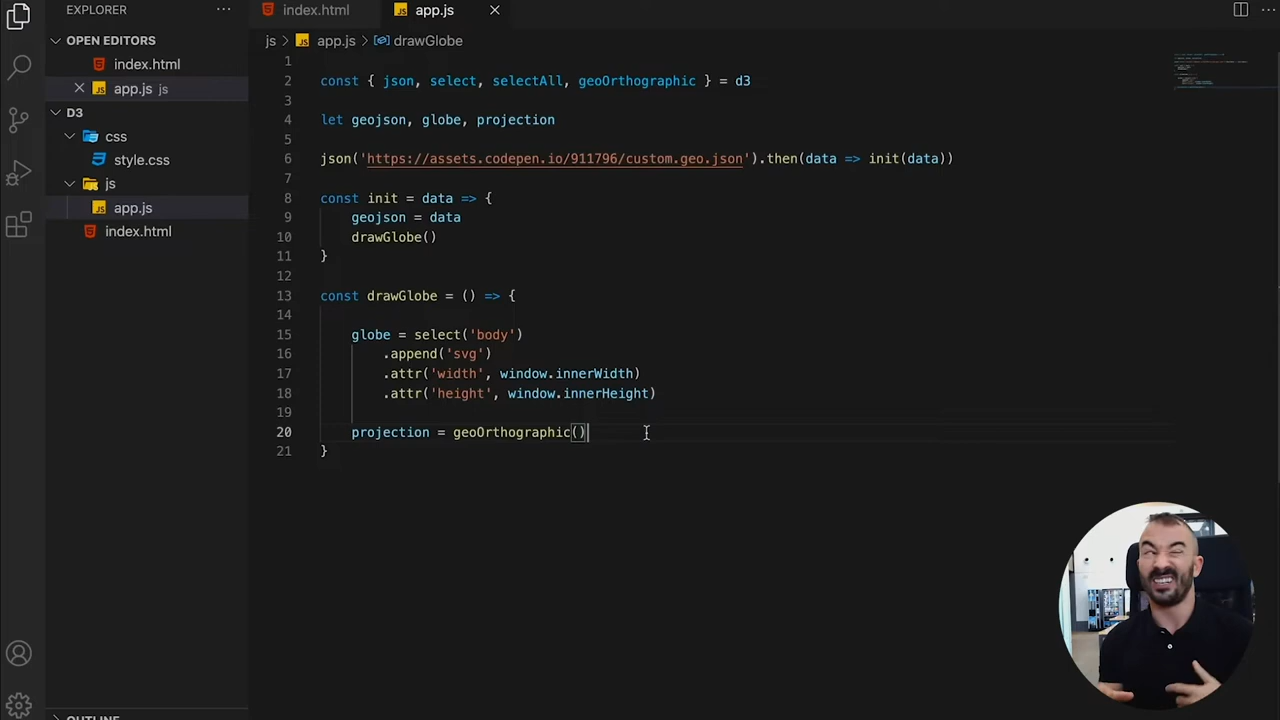 EXPLORER ...
index.html
app.js
OPEN EDITORS
index.html
app.js js
D3
css
style.css
js
app.js
index.html
OUTLINE
js > app.js > drawGlobe
1
2 const { json, select, selectAll, geoOrthographic } = d3
3
4 let geojson, globe, projection
5
6 json('https://assets.codepen.io/911796/custom.geo.json').then(data => init(data))
7
8 const init = data => {
9 geojson = data
10 drawGlobe()
11 }
12
13 const drawGlobe = () => {
14
15 globe = select('body')
16 .append('svg')
17 .attr('width', window.innerWidth)
18 .attr('height', window.innerHeight)
19
20 projection = geoOrthographic()
21 }